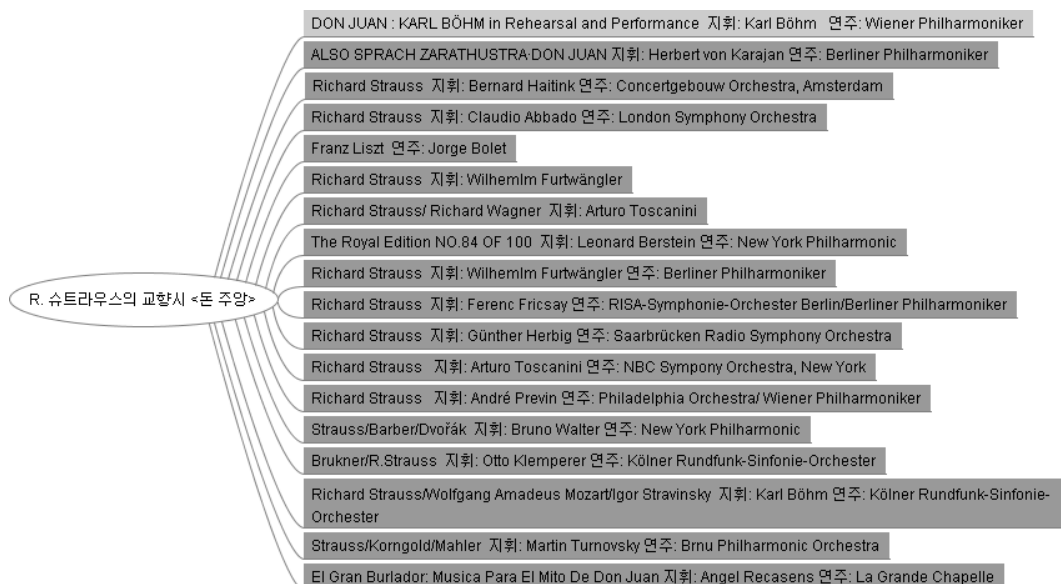 DON JUAN : KARL BÖHM in Rehearsal and Performance 지휘: Karl Böhm 연주: Wiener Philharmoniker
ALSO SPRACH ZARATHUSTRA·DON JUAN 지휘: Herbert von Karajan 연주: Berliner Philharmoniker
Richard Strauss 지휘: Bernard Haitink 연주: Concertgebouw Orchestra, Amsterdam
Richard Strauss 지휘: Claudio Abbado 연주: London Symphony Orchestra
Franz Liszt 연주: Jorge Bolet
Richard Strauss 지휘: Wilhemlm Furtwängler
Richard Strauss/ Richard Wagner 지휘: Arturo Toscanini
The Royal Edition NO.84 OF 100 지휘: Leonard Berstein 연주: New York Philharmonic
Richard Strauss 지휘: Wilhemlm Furtwängler 연주: Berliner Philharmoniker
R. 슈트라우스의 교향시 <돈 주앙>
Richard Strauss 지휘: Ferenc Fricsay 연주: RISA-Symphonie-Orchester Berlin/Berliner Philharmoniker
Richard Strauss 지휘: Günther Herbig 연주: Saarbrücken Radio Symphony Orchestra
Richard Strauss 지휘: Arturo Toscanini 연주: NBC Sympony Orchestra, New York
Richard Strauss 지휘: André Previn 연주: Philadelphia Orchestra/ Wiener Philharmoniker
Strauss/Barber/Dvořák 지휘: Bruno Walter 연주: New York Philharmonic
Brukner/R.Strauss 지휘: Otto Klemperer 연주: Kölner Rundfunk-Sinfonie-Orchester
Richard Strauss/Wolfgang Amadeus Mozart/Igor Stravinsky 지휘: Karl Böhm 연주: Kölner Rundfunk-Sinfonie-
Orchester
Strauss/Korngold/Mahler 지휘: Martin Turnovsky 연주: Brnu Philharmonic Orchestra
El Gran Burlador: Musica Para El Mito De Don Juan 지휘: Angel Recasens 연주: La Grande Chapelle